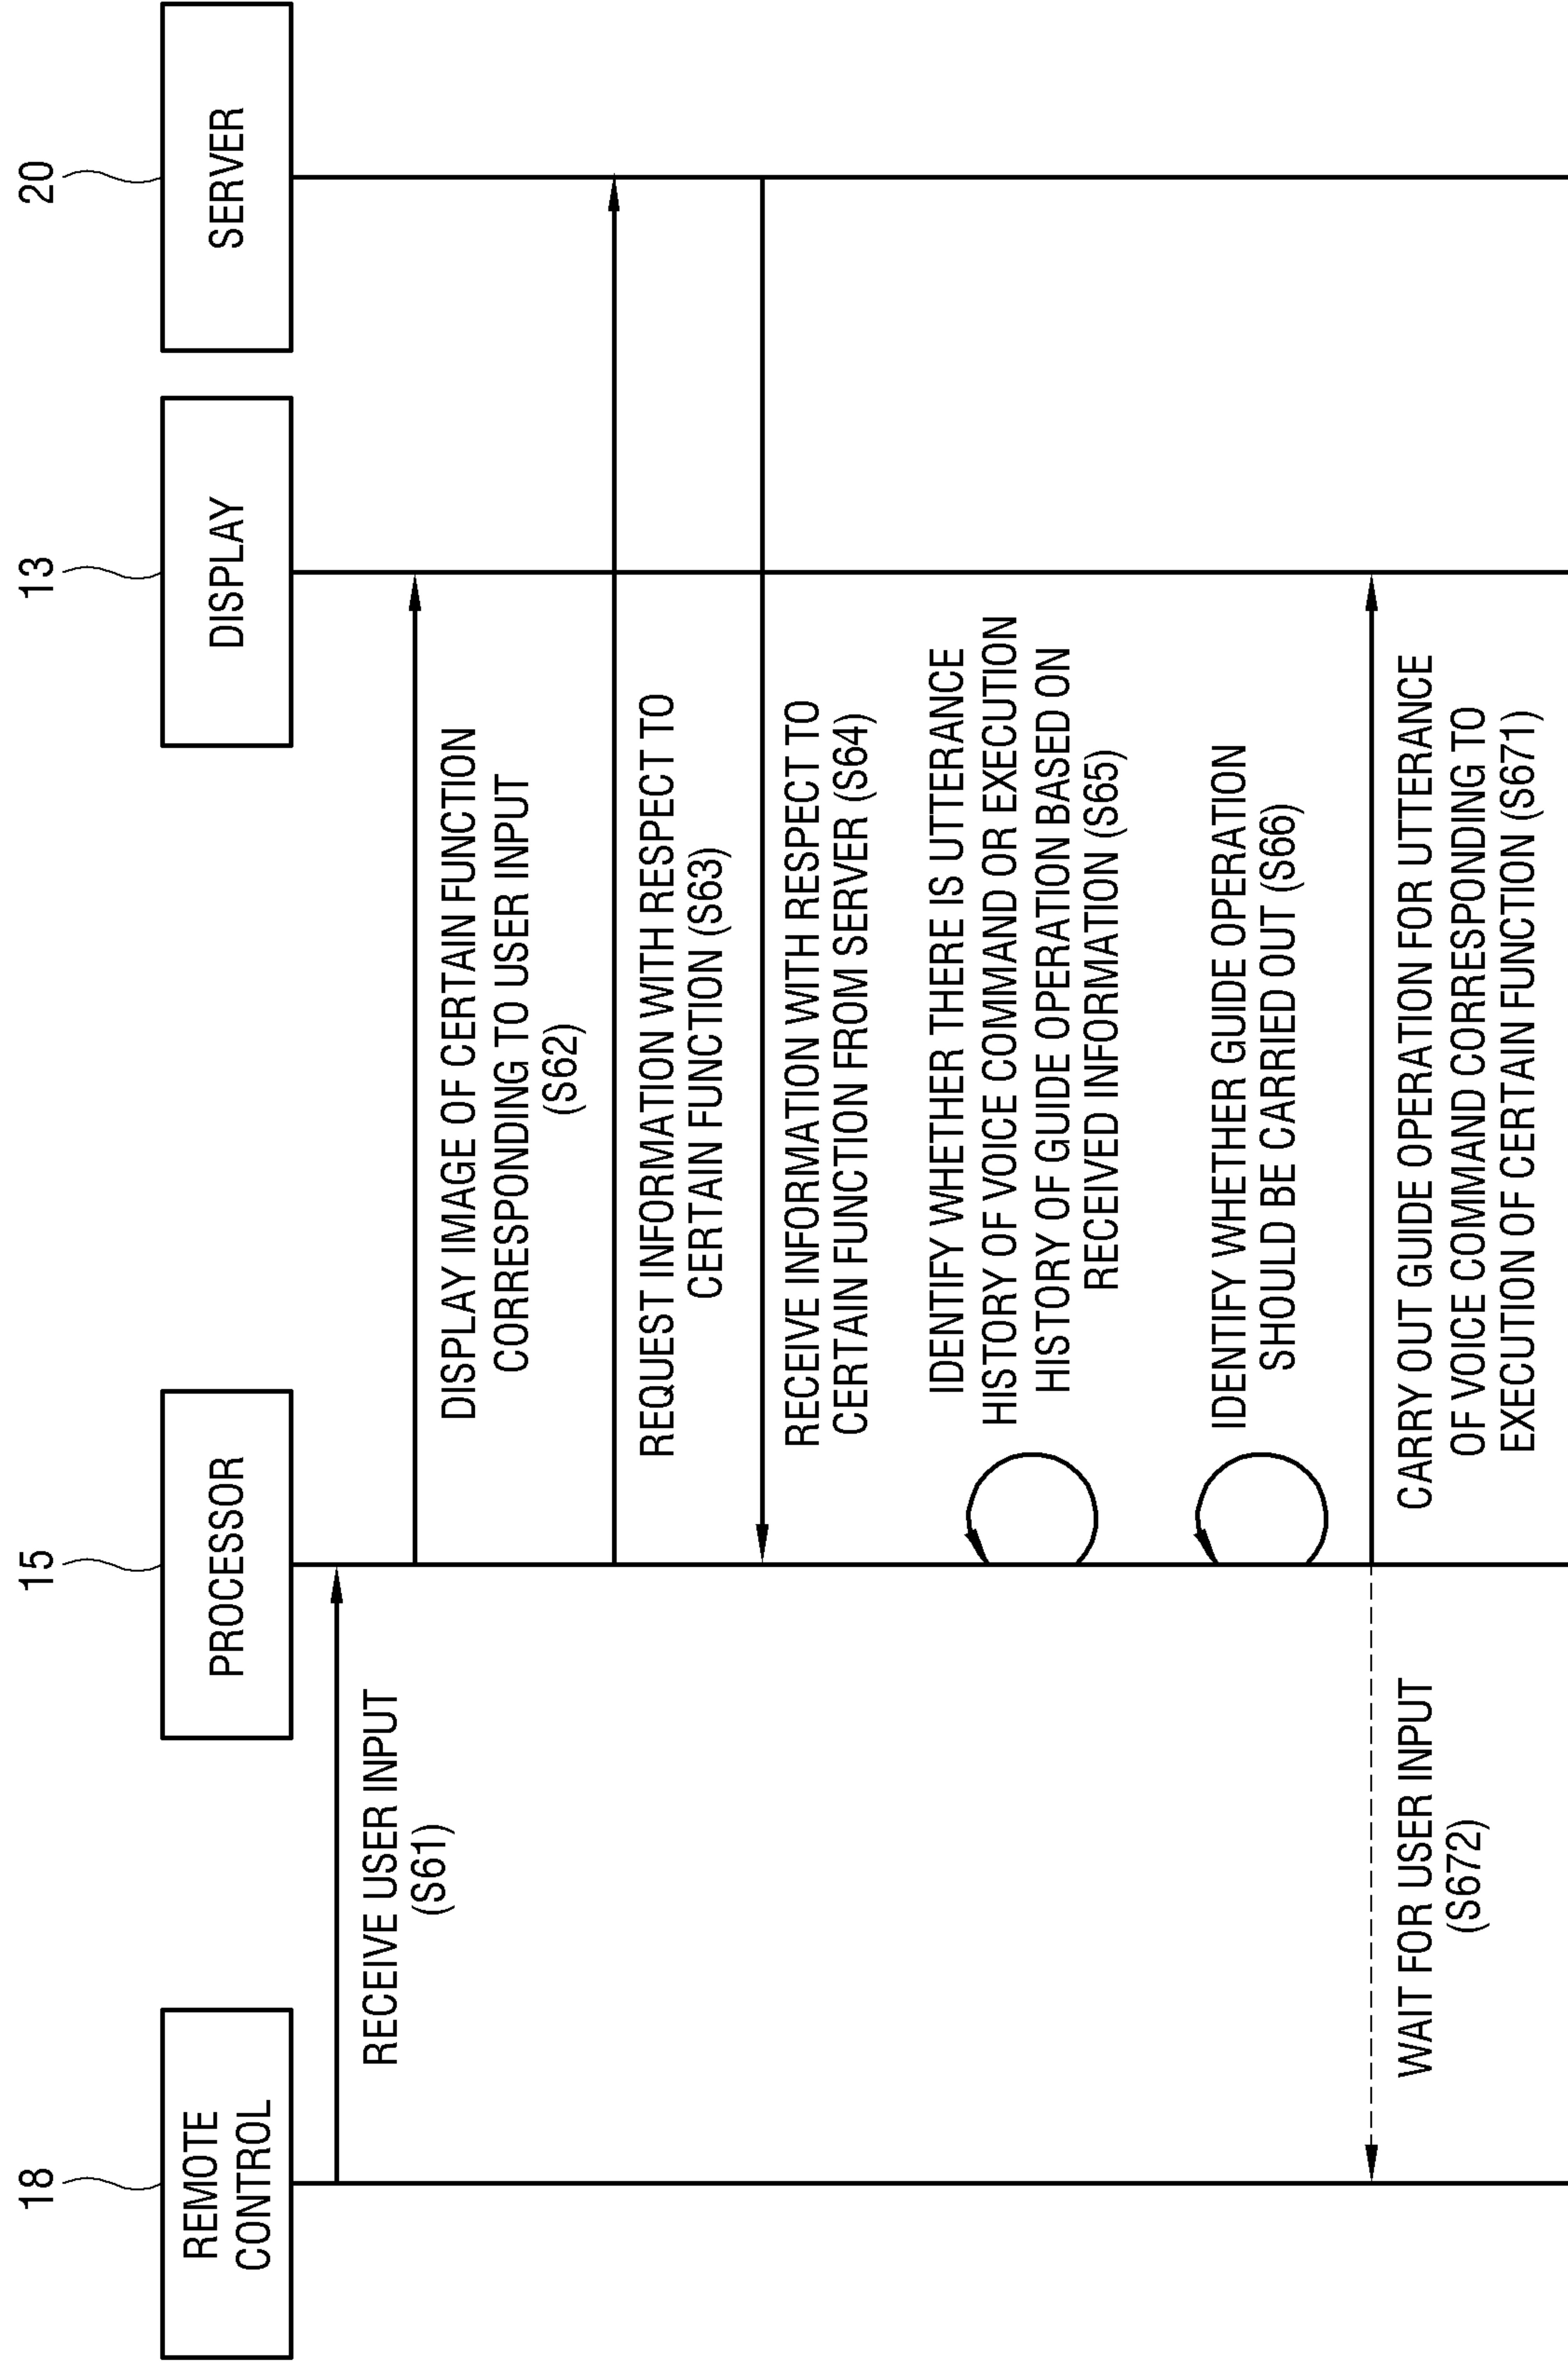 18
15
13
20
REMOTE
CONTROL
PROCESSOR
DISPLAY
SERVER
RECEIVE USER INPUT
(S61)
DISPLAY IMAGE OF CERTAIN FUNCTION
CORRESPONDING TO USER INPUT
(S62)
REQUEST INFORMATION WITH RESPECT TO
CERTAIN FUNCTION (S63)
RECEIVE INFORMATION WITH RESPECT TO
CERTAIN FUNCTION FROM SERVER (S64)
IDENTIFY WHETHER THERE IS UTTERANCE
HISTORY OF VOICE COMMAND OR EXECUTION
HISTORY OF GUIDE OPERATION BASED ON
RECEIVED INFORMATION (S65)
IDENTIFY WHETHER GUIDE OPERATION
SHOULD BE CARRIED OUT (S66)
WAIT FOR USER INPUT
(S672)
CARRY OUT GUIDE OPERATION FOR UTTERANCE
OF VOICE COMMAND CORRESPONDING TO
EXECUTION OF CERTAIN FUNCTION (S671)